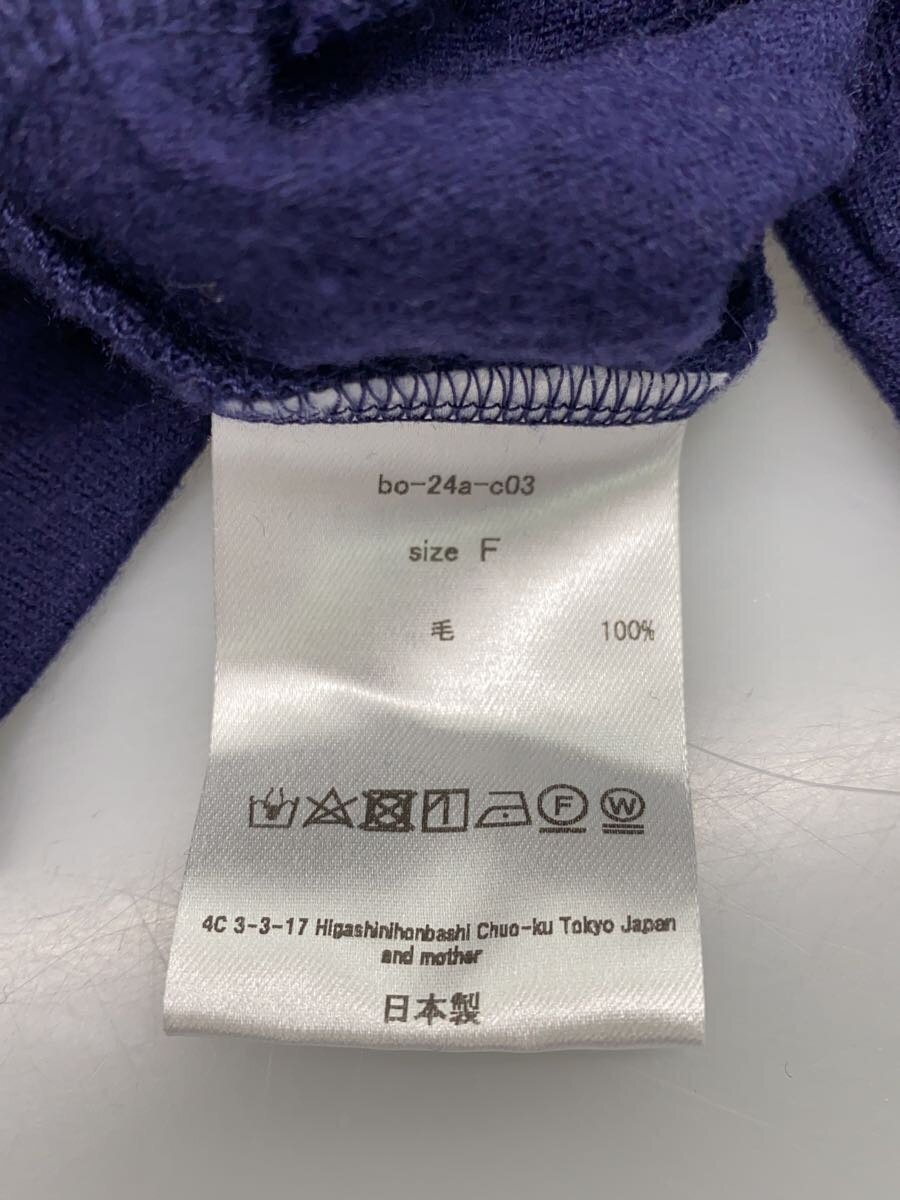 bo-24a-c03
size F
毛 100%
F W
4C 3-3-17 Higashinihonbashi Chuo-ku Tokyo Japan
and mother
日本製